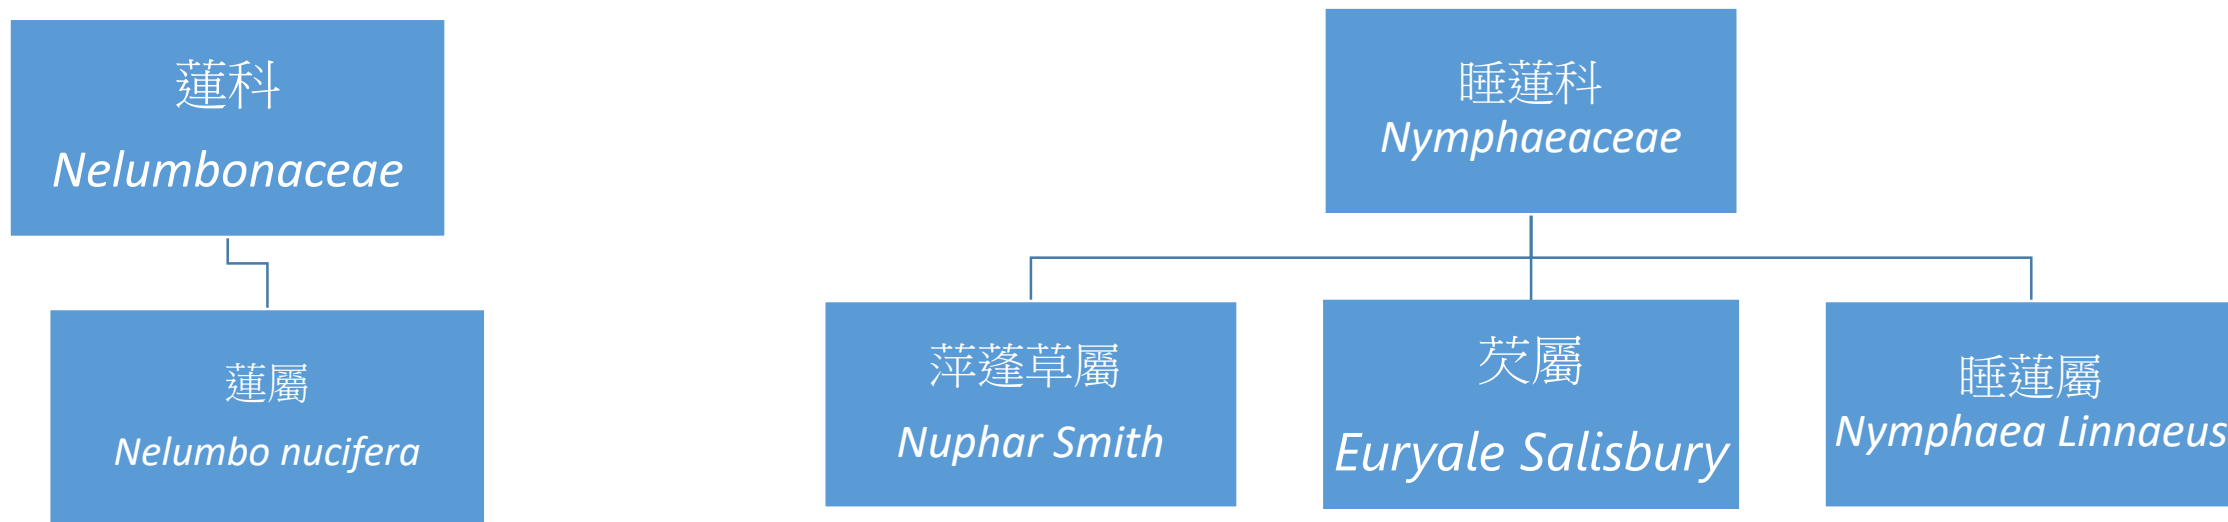 蓮科
Nelumbonaceae
蓮屬
Nelumbo nucifera
睡蓮科
Nymphaeaceae
萍蓬草屬
Nuphar Smith
芡屬
Euryale Salisbury
睡蓮屬
Nymphaea Linnaeus